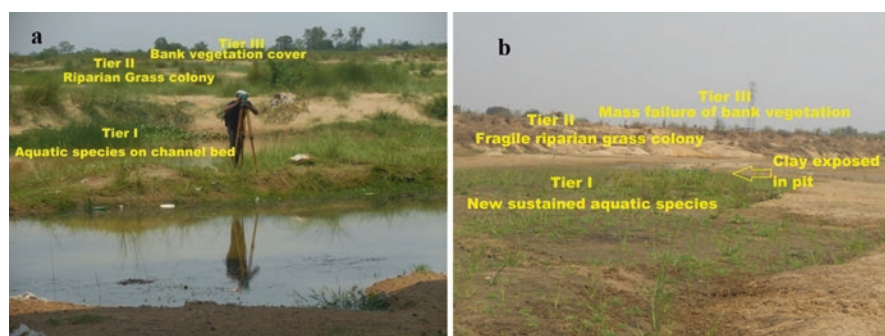 a
Tier III
Bank vegetation cover
Tier II
Riparian Grass colony
Tier I
Aquatic species on channel bed
b
Tier III
Mass failure of bank vegetation
Tier II
Fragile riparian grass colony
Clay exposed
in pit
Tier I
New sustained aquatic species